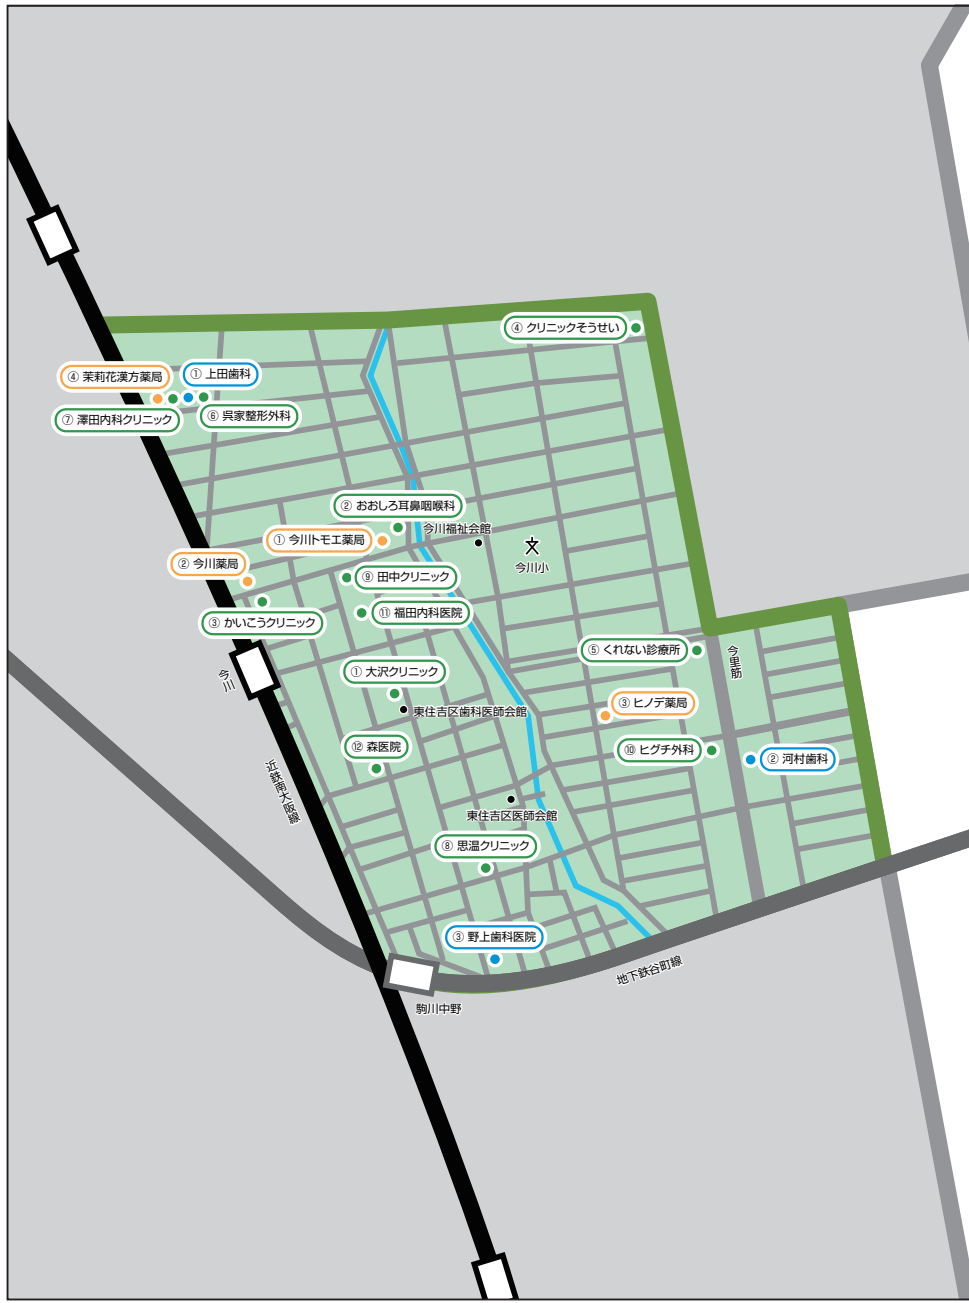 ④ クリニックそうせい
④ 茉莉花漢方薬局
① 上田歯科
⑦ 澤田内科クリニック
⑥ 呉家整形外科
② おおしろ耳鼻咽喉科
今川福祉会館
① 今川トモエ薬局
今川小
② 今川薬局
⑨ 田中クリニック
⑪ 福田内科医院
③ かいこうクリニック
⑤ くれない診療所
今里筋
今川
① 大沢クリニック
③ ヒノデ薬局
東住吉区歯科医師会館
⑫ 森医院
⑩ ヒグチ外科
② 河村歯科
近鉄南大阪線
東住吉区医師会館
⑧ 思温クリニック
③ 野上歯科医院
地下鉄谷町線
駒川中野